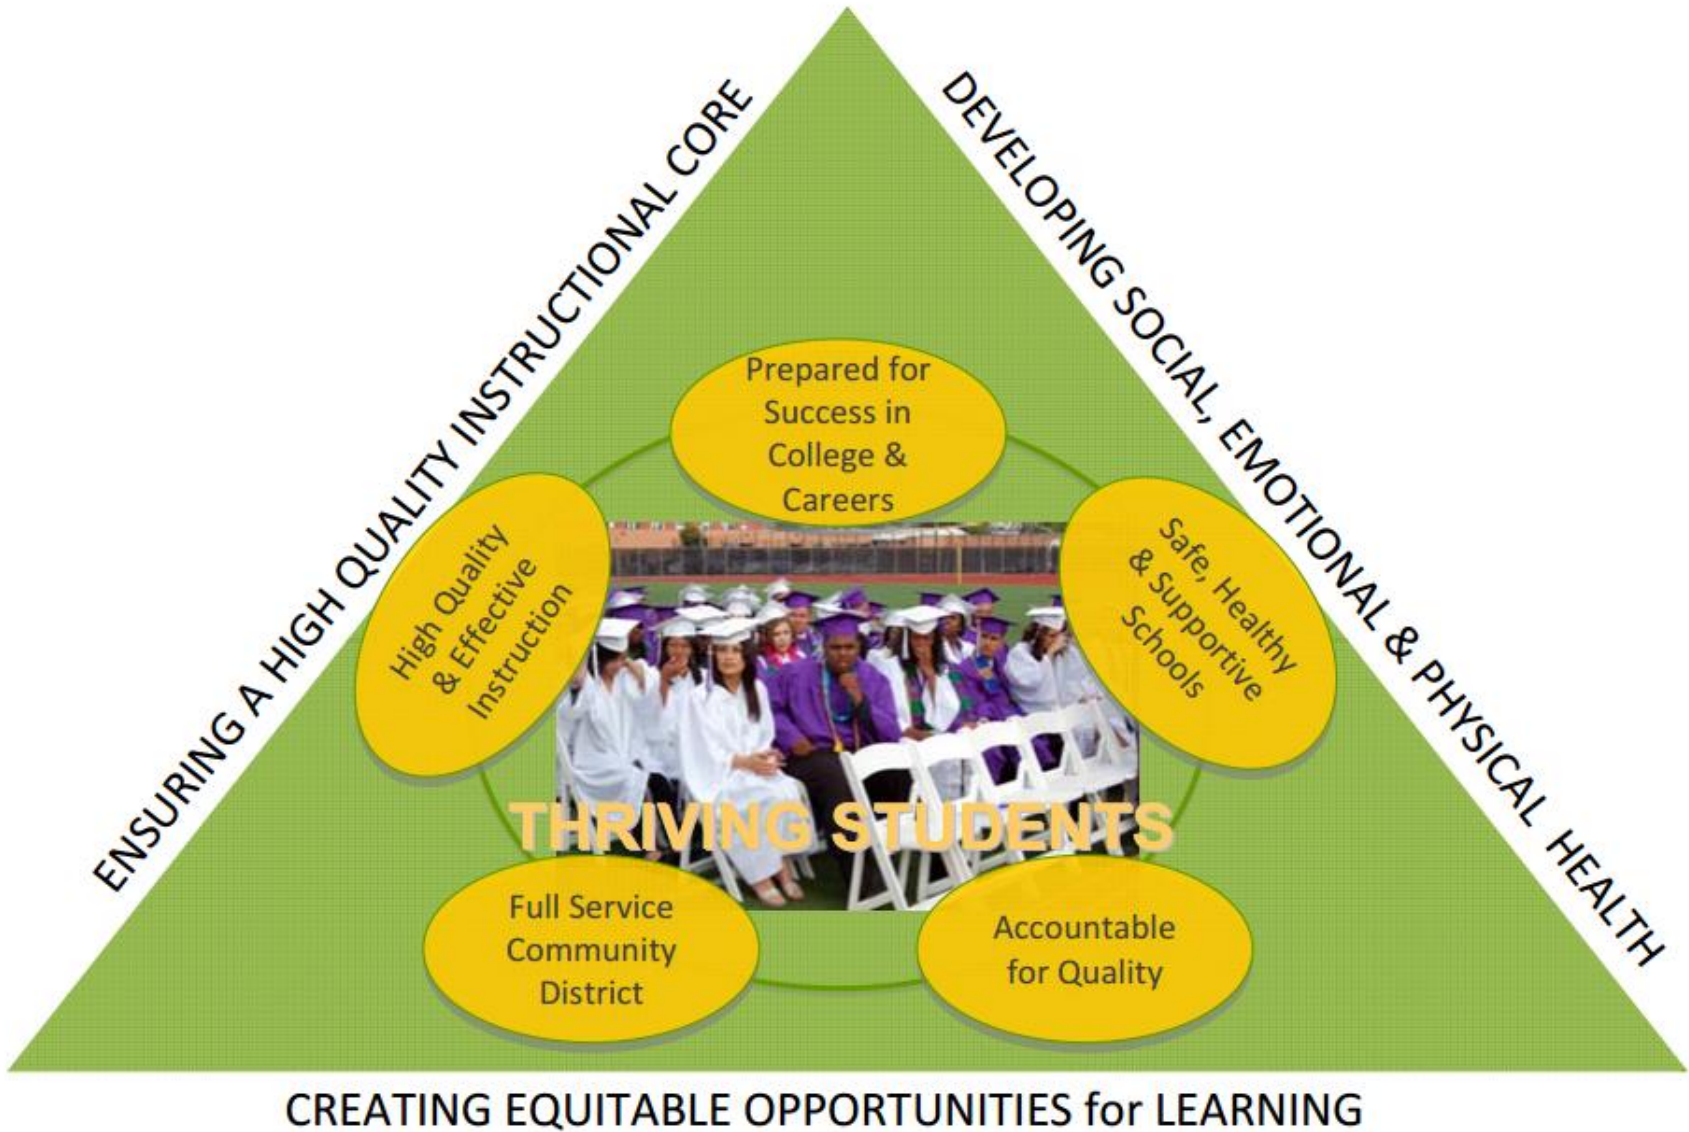 ENSURING A HIGH QUALITY INSTRUCTIONAL CORE
DEVELOPING SOCIAL, EMOTIONAL & PHYSICAL HEALTH
Prepared for
Success in
College &
Careers
High Quality
& Effective
Instruction
Safe, Healthy
& Supportive
Schools
THRIVING STUDENTS
Full Service
Community
District
Accountable
for Quality
CREATING EQUITABLE OPPORTUNITIES for LEARNING